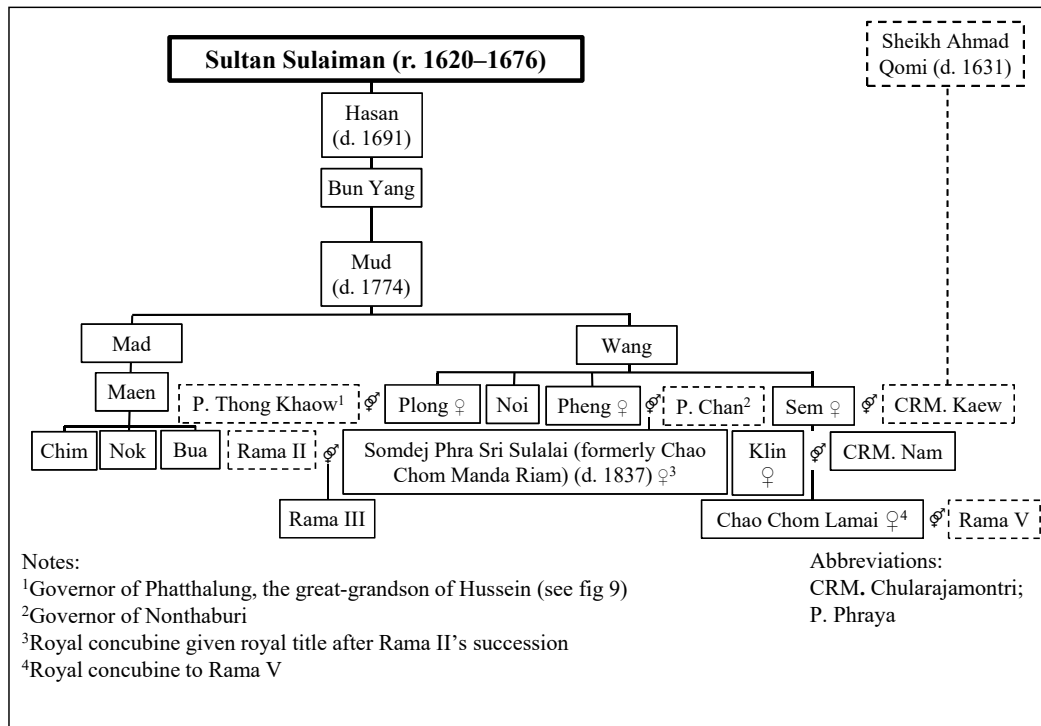 Sultan Sulaiman (r. 1620–1676)
Sheikh Ahmad
Qomi (d. 1631)
Hasan
(d. 1691)
Bun Yang
Mud
(d. 1774)
Mad
Wang
Maen
P. Thong Khaow¹ ⚤ Plong ♀
Noi
Pheng ♀ ⚤ P. Chan²
Sem ♀ ⚤ CRM. Kaew
Chim
Nok
Bua
Rama II ⚤ Somdej Phra Sri Sulalai (formerly Chao
Chom Manda Riam) (d. 1837) ♀³
Klin
♀ ⚤ CRM. Nam
Rama III
Chao Chom Lamai ♀⁴ ⚤ Rama V
Notes:
¹Governor of Phatthalung, the great-grandson of Hussein (see fig 9)
²Governor of Nonthaburi
³Royal concubine given royal title after Rama II’s succession
⁴Royal concubine to Rama V
Abbreviations:
CRM. Chularajamontri;
P. Phraya